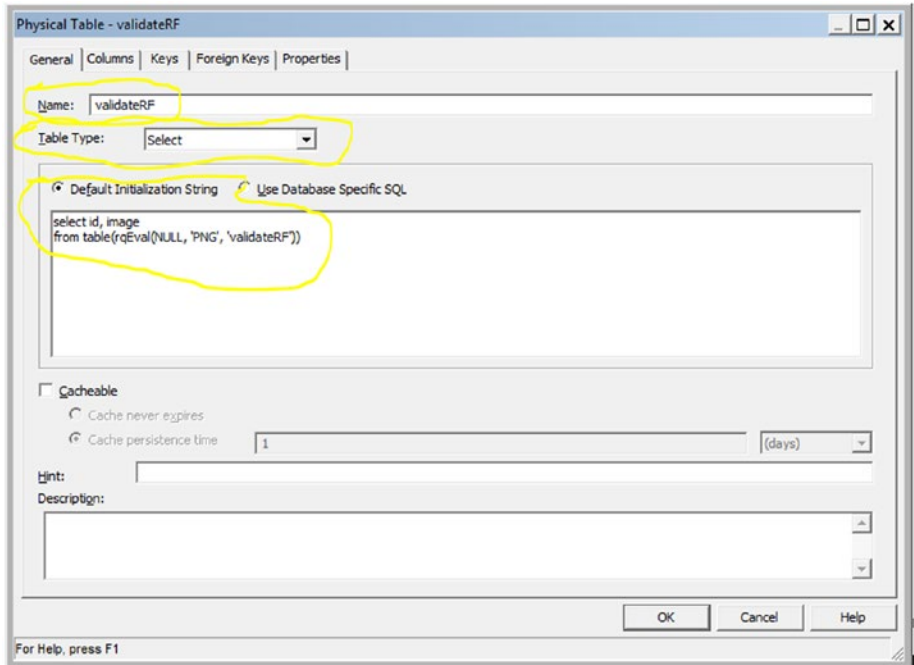 Physical Table - validateRF
General Columns Keys Foreign Keys Properties
Name: validateRF
Table Type: Select
Default Initialization String Use Database Specific SQL
select id, image
from table(rqEval(NULL, 'PNG', 'validateRF'))
Cacheable
Cache never expires
Cache persistence time 1 (days)
Hint:
Description:
OK Cancel Help
For Help, press F1